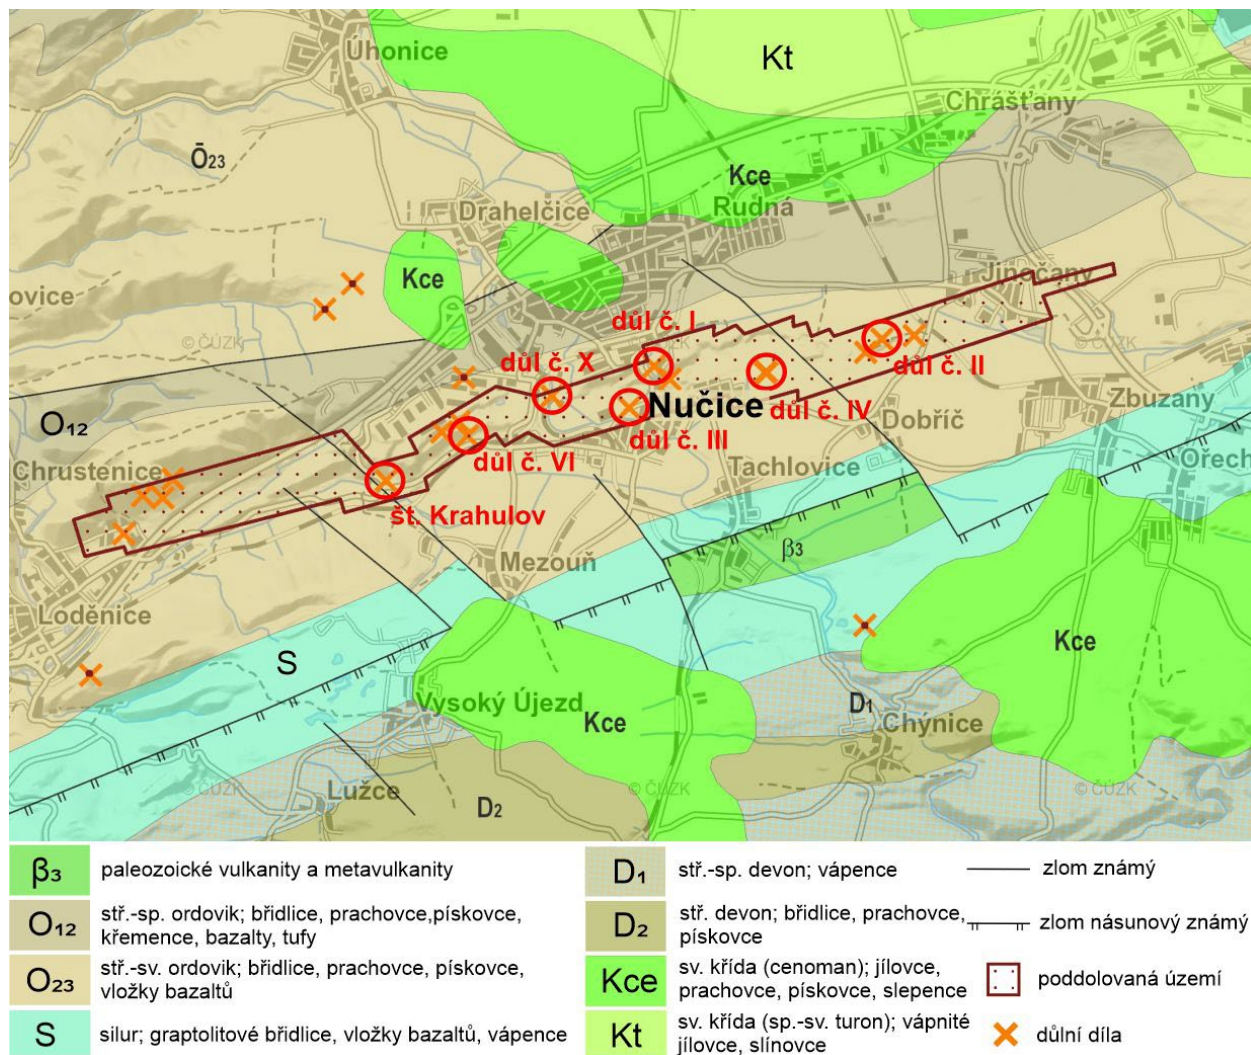 Úhonice
Kt
Chrášťany
Ō23
Kce
Rudná
Drahelčice
Kce
Jinočany
ovice
© ČÚZK
důl č. I
důl č. X
důl č. II
Nučice
důl č. IV
Zbuzany
O12
Dobříč
důl č. III
Chrustenice
důl č. VI
Tachlovice
Ořech
št. Krahulov
Mezouň
β3
Loděnice
S
Kce
Vysoký Újezd
Kce
D1
Chýnice
© ČÚZK
© ČÚZK
© ČÚZK
Lužce
D2
β3 paleozoické vulkanity a metavulkanity
O12 stř.-sp. ordovik; břidlice, prachovce,pískovce,
křemence, bazalty, tufy
O23 stř.-sv. ordovik; břidlice, prachovce, pískovce,
vložky bazaltů
S silur; graptolitové břidlice, vložky bazaltů, vápence
D1 stř.-sp. devon; vápence
D2 stř. devon; břidlice, prachovce,
pískovce
Kce sv. křída (cenoman); jílovce,
prachovce, pískovce, slepence
Kt sv. křída (sp.-sv. turon); vápnité
jílovce, slínovce
zlom známý
zlom násunový známý
poddolovaná území
důlní díla